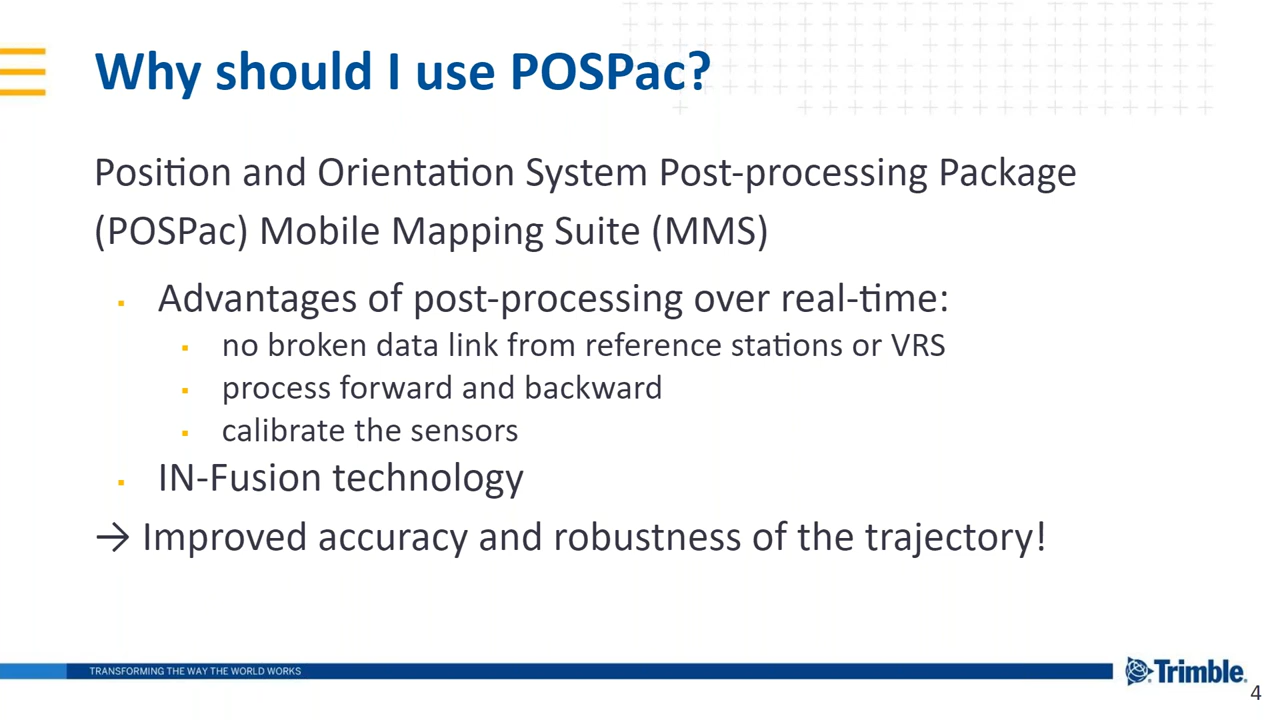 Why should I use POSPac?
Position and Orientation System Post-processing Package
(POSPac) Mobile Mapping Suite (MMS)
▪ Advantages of post-processing over real-time:
▪ no broken data link from reference stations or VRS
▪ process forward and backward
▪ calibrate the sensors
▪ IN-Fusion technology
→ Improved accuracy and robustness of the trajectory!
TRANSFORMING THE WAY THE WORLD WORKS
Trimble.
4